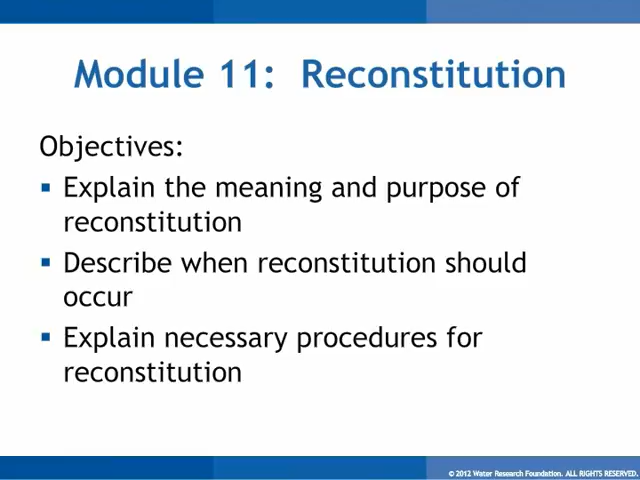 Module 11: Reconstitution
Objectives:
▪ Explain the meaning and purpose of
reconstitution
▪ Describe when reconstitution should
occur
▪ Explain necessary procedures for
reconstitution
© 2012 Water Research Foundation. ALL RIGHTS RESERVED.